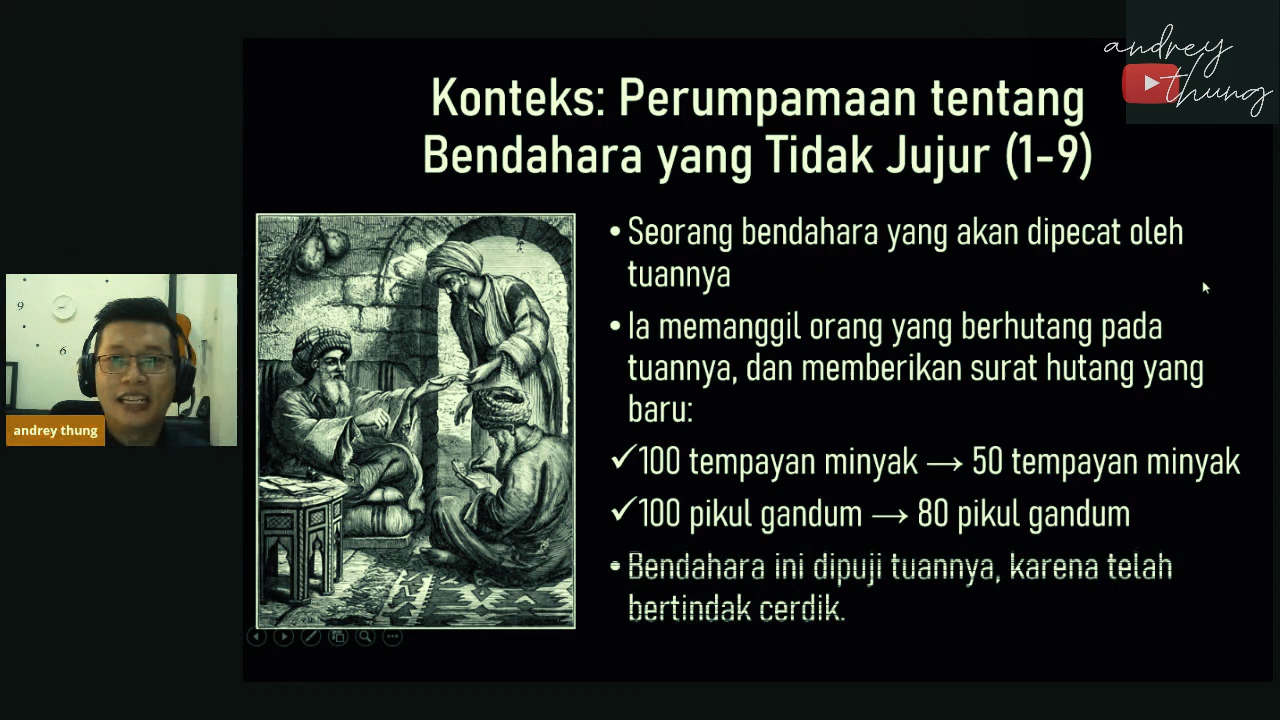 andrey
thung
Konteks: Perumpamaan tentang
Bendahara yang Tidak Jujur (1-9)
• Seorang bendahara yang akan dipecat oleh
tuannya
• Ia memanggil orang yang berhutang pada
tuannya, dan memberikan surat hutang yang
baru:
✓100 tempayan minyak → 50 tempayan minyak
✓100 pikul gandum → 80 pikul gandum
• Bendahara ini dipuji tuannya, karena telah
bertindak cerdik.
9
6
andrey thung